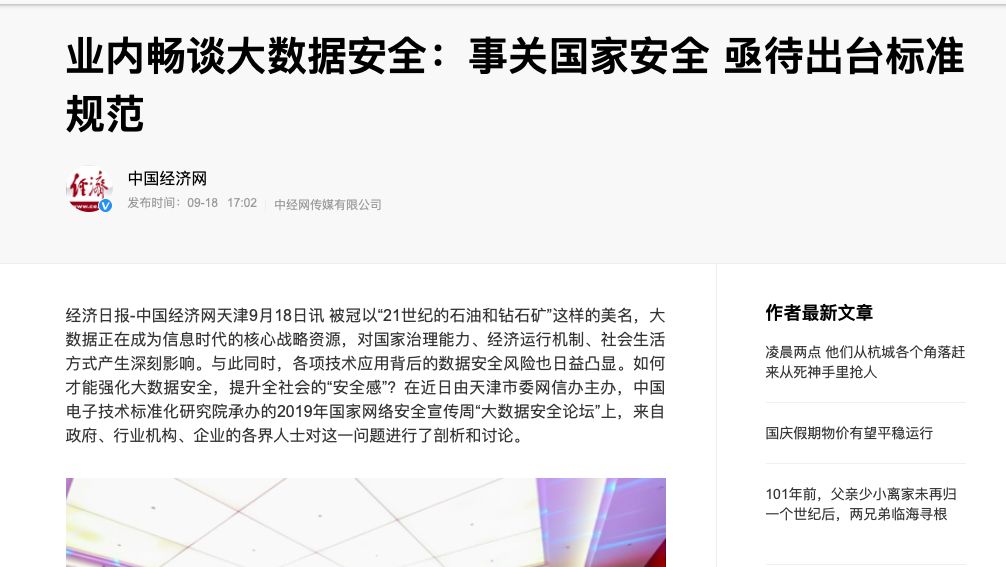 业内畅谈大数据安全：事关国家安全 亟待出台标准
规范
中国经济网
发布时间：09-18 17:02 中经网传媒有限公司
经济日报-中国经济网天津9月18日讯 被冠以“21世纪的石油和钻石矿”这样的美名，大
数据正在成为信息时代的核心战略资源，对国家治理能力、经济运行机制、社会生活
方式产生深刻影响。与此同时，各项技术应用背后的数据安全风险也日益凸显。如何
才能强化大数据安全，提升全社会的“安全感”？在近日由天津市委网信办主办，中国
电子技术标准化研究院承办的2019年国家网络安全宣传周“大数据安全论坛”上，来自
政府、行业机构、企业的各界人士对这一问题进行了剖析和讨论。
作者最新文章
凌晨两点 他们从杭城各个角落赶
来从死神手里抢人
国庆假期物价有望平稳运行
101年前，父亲少小离家未再归
一个世纪后，两兄弟临海寻根